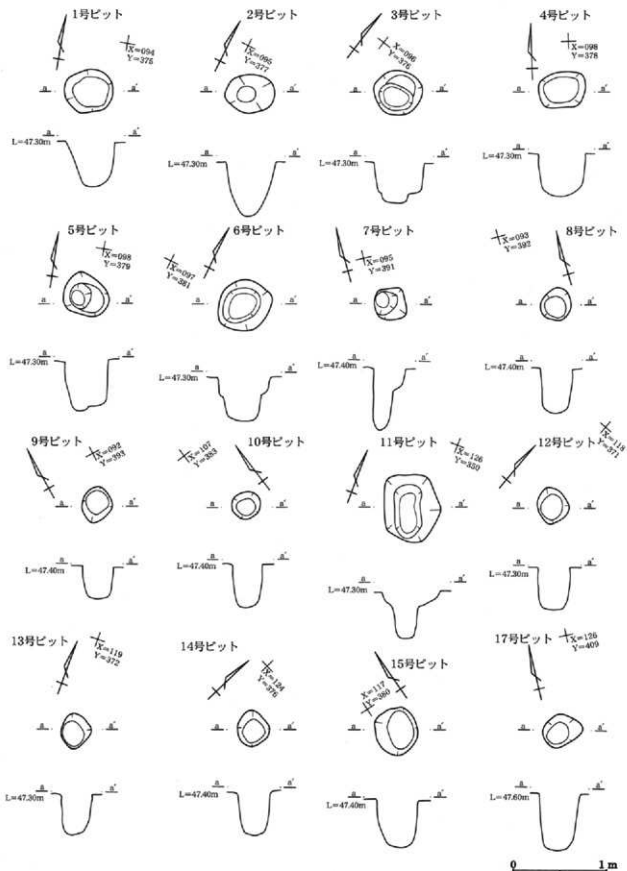 1号ピット
X=094
Y=375
a
a′
L=47.30m
a
a′
2号ピット
X=095
Y=377
a
a′
a
a′
L=47.30m
3号ピット
X=096
Y=376
a
a′
a
a′
L=47.30m
4号ピット
X=098
Y=378
a
a′
a
a′
L=47.30m
5号ピット
X=098
Y=379
a
a′
a
a′
L=47.30m
6号ピット
X=097
Y=381
a
a′
a
a′
L=47.30m
7号ピット
X=095
Y=391
a
a′
a
a′
L=47.40m
8号ピット
X=093
Y=392
a
a′
a
a′
L=47.40m
9号ピット
X=092
Y=393
a
a′
a
a′
L=47.40m
10号ピット
X=107
Y=383
a
a′
a
a′
L=47.40m
11号ピット
X=126
Y=350
a
a′
a
a′
L=47.30m
12号ピット
X=118
Y=371
a
a′
a
a′
L=47.30m
13号ピット
X=119
Y=372
a
a′
a
a′
L=47.30m
14号ピット
X=124
Y=376
a
a′
a
a′
L=47.40m
15号ピット
X=117
Y=380
a
a′
a
a′
L=47.40m
17号ピット
X=126
Y=409
a
a′
a
a′
L=47.60m
0
1m